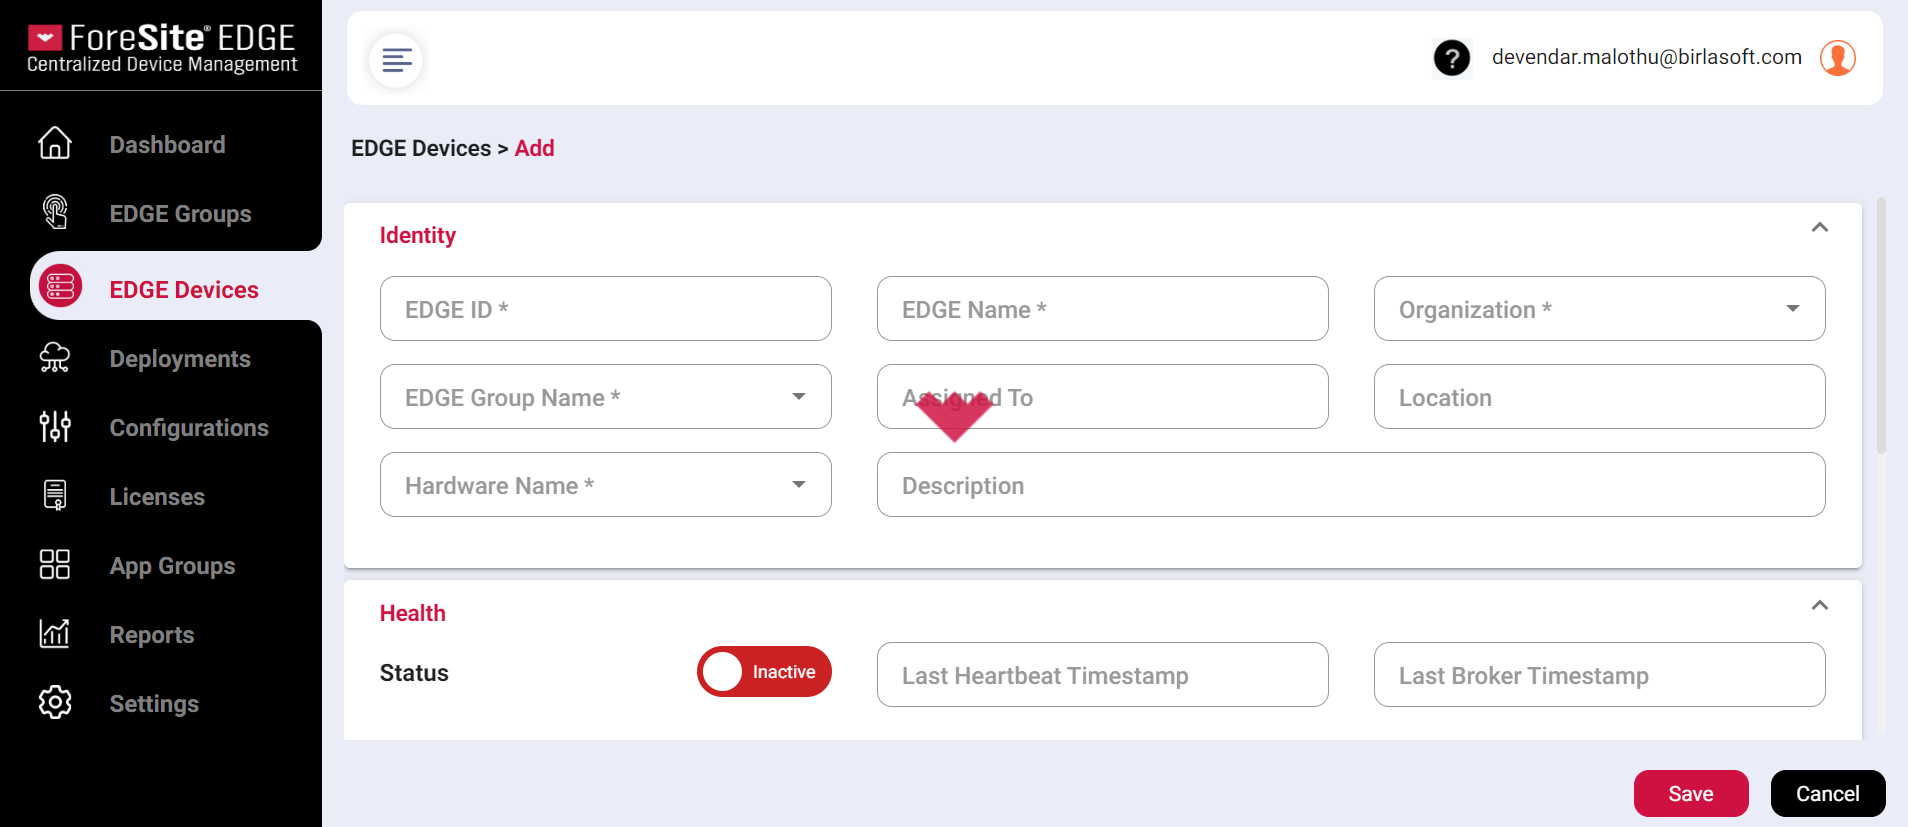 ForeSite® EDGE
Centralized Device Management
Dashboard
EDGE Groups
EDGE Devices
Deployments
Configurations
Licenses
App Groups
Reports
Settings
?
devendar.malothu@birlasoft.com
EDGE Devices > Add
Identity
EDGE ID *
EDGE Name *
Organization *
EDGE Group Name *
Assigned To
Location
Hardware Name *
Description
Health
Status
Inactive
Last Heartbeat Timestamp
Last Broker Timestamp
Save
Cancel